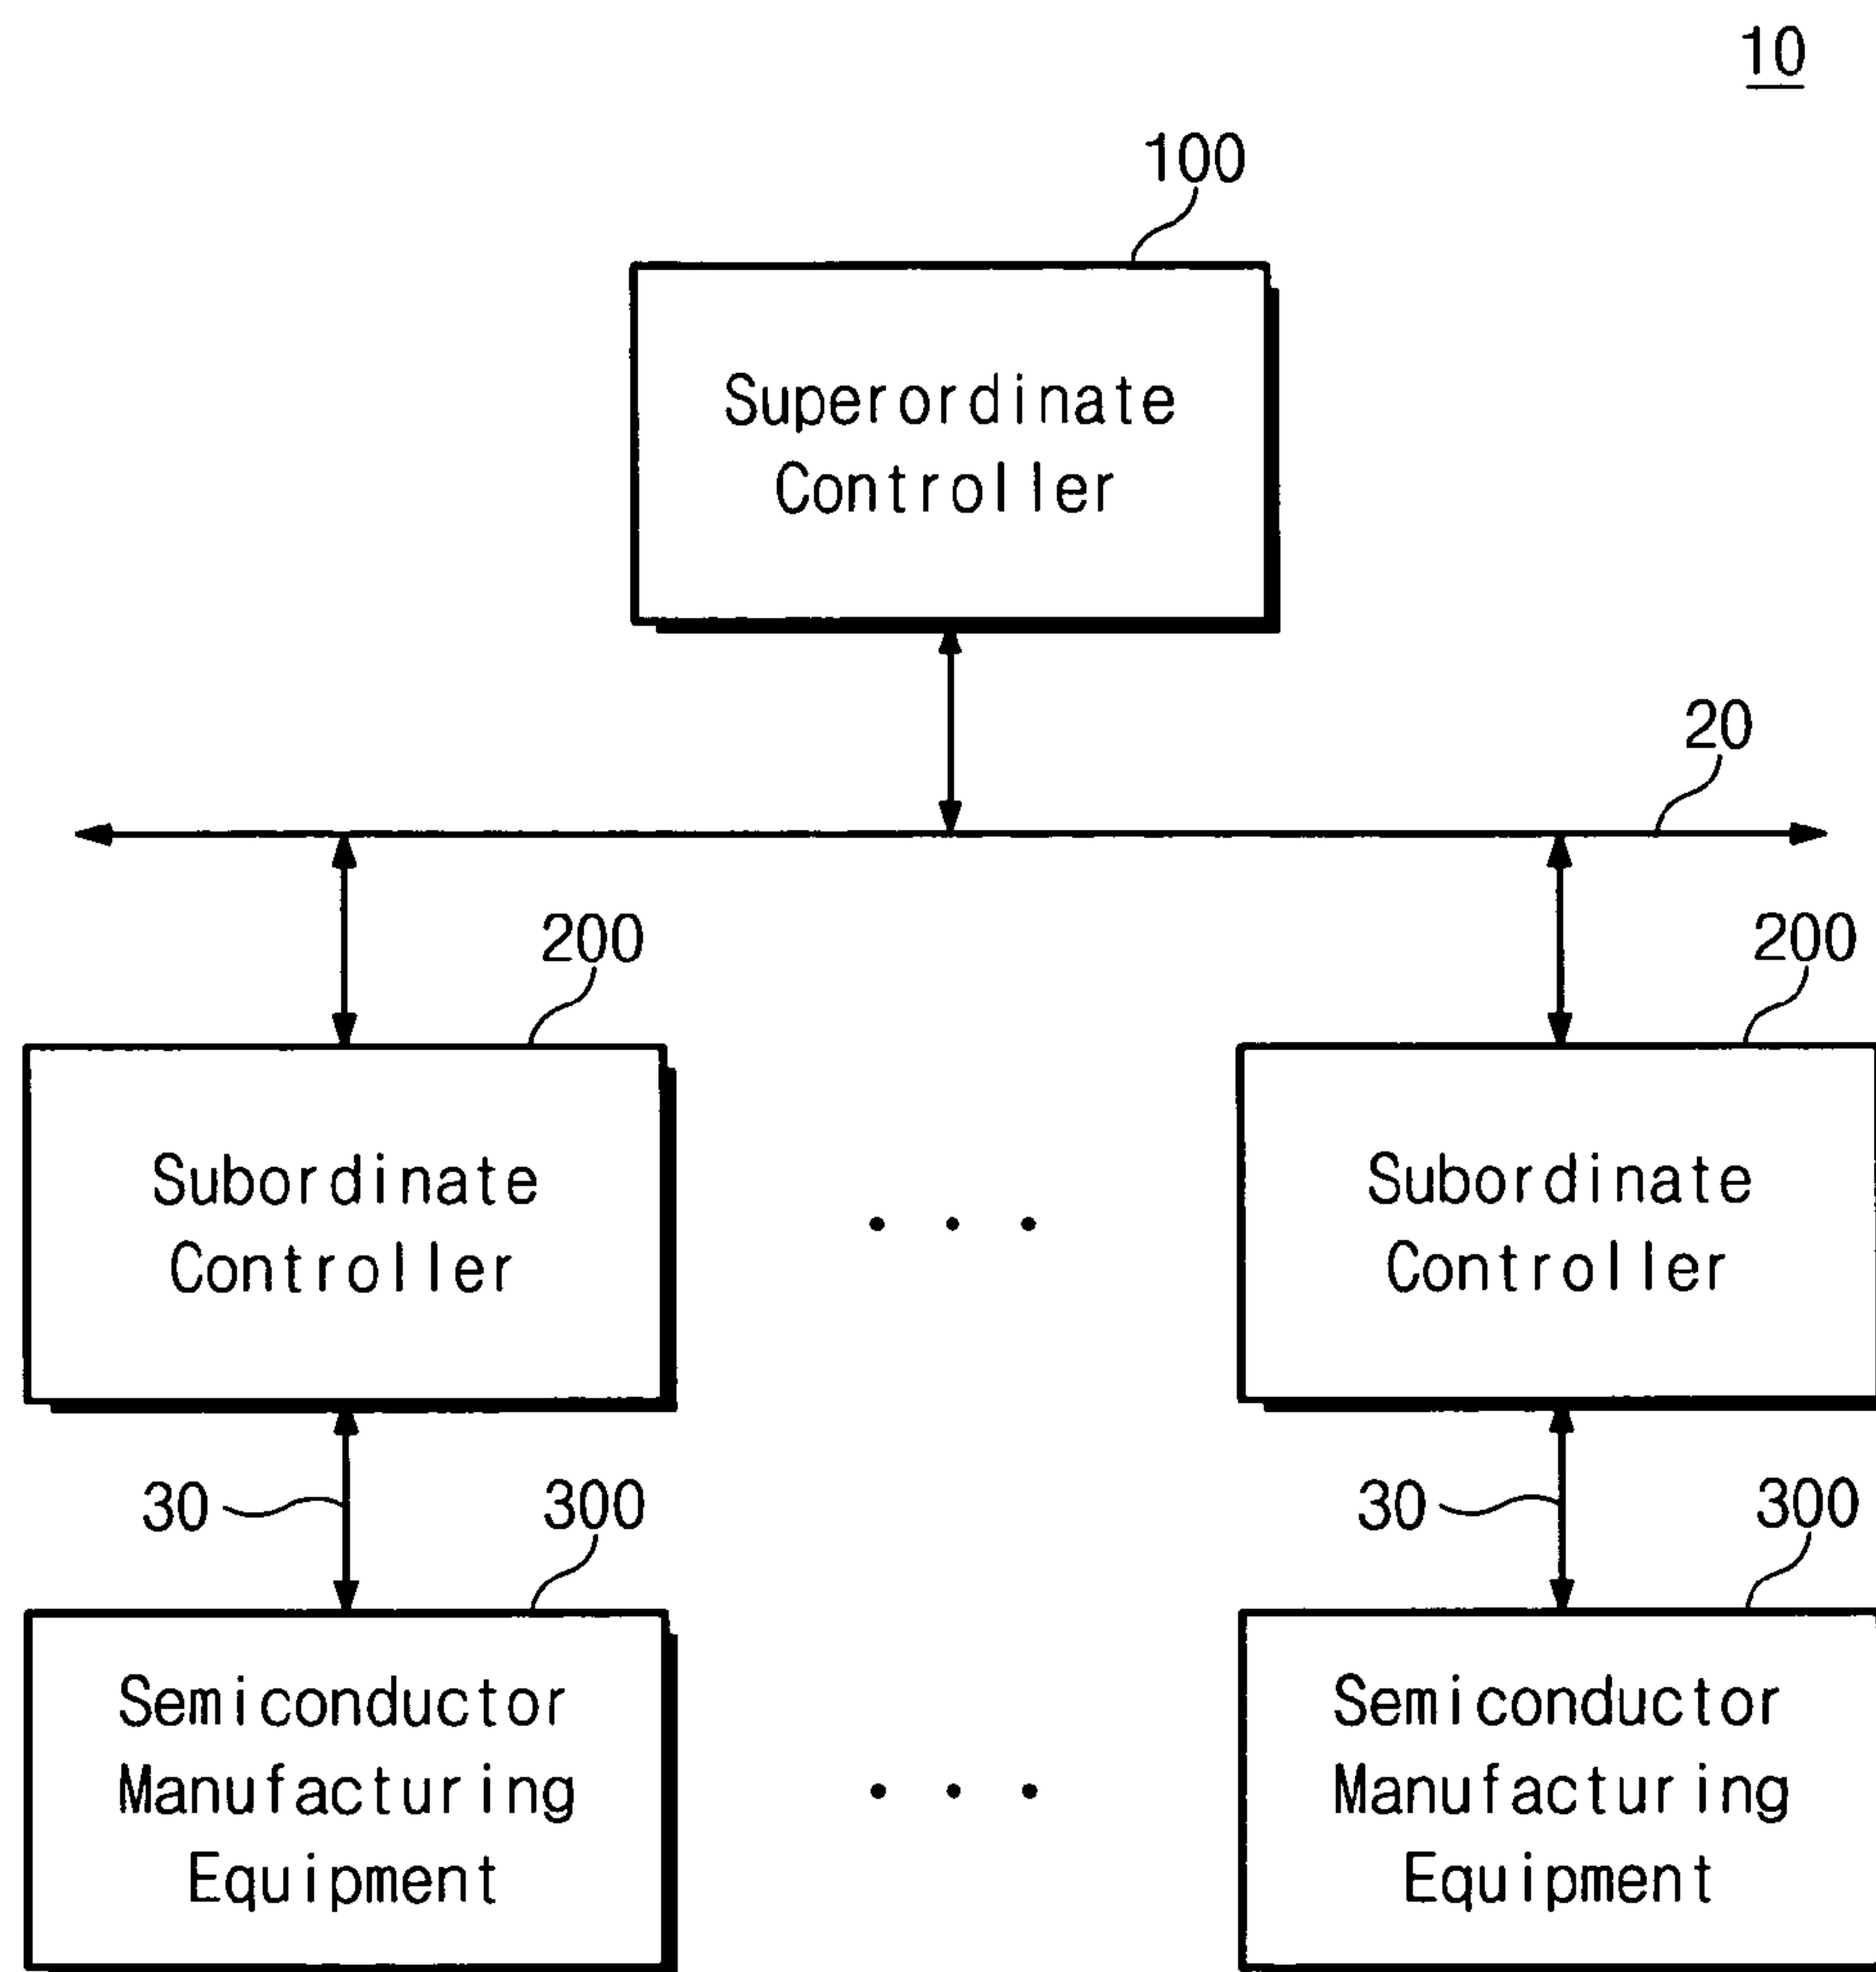 10
100
Superordinate
Controller
20
200
200
Subordinate
Controller
Subordinate
Controller
30
300
30
300
Semiconductor
Manufacturing
Equipment
Semiconductor
Manufacturing
Equipment